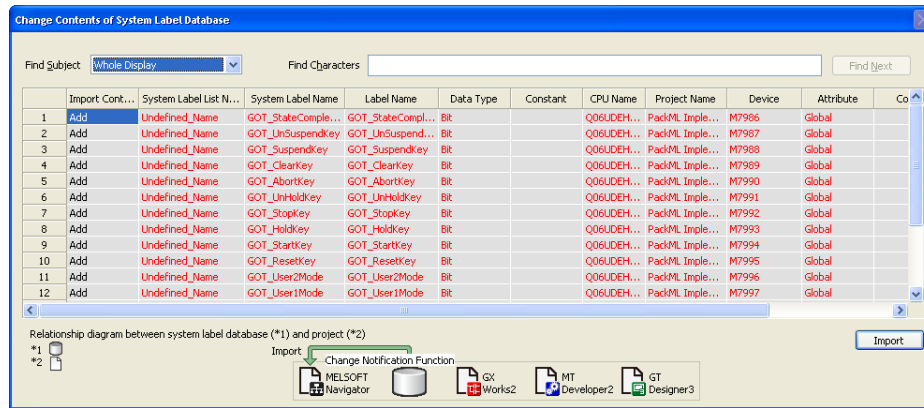 Change Contents of System Label Database
Find Subject Whole Display Find Characters Find Next
Import Cont... System Label List N... System Label Name Label Name Data Type Constant CPU Name Project Name Device Attribute Co
1 Add Undefined_Name GOT_StateComple... GOT_StateCompl... Bit Q06UDEH... PackML Imple... M7986 Global
2 Add Undefined_Name GOT_UnSuspendKey GOT_UnSuspend... Bit Q06UDEH... PackML Imple... M7987 Global
3 Add Undefined_Name GOT_SuspendKey GOT_SuspendKey Bit Q06UDEH... PackML Imple... M7988 Global
4 Add Undefined_Name GOT_ClearKey GOT_ClearKey Bit Q06UDEH... PackML Imple... M7989 Global
5 Add Undefined_Name GOT_AbortKey GOT_AbortKey Bit Q06UDEH... PackML Imple... M7990 Global
6 Add Undefined_Name GOT_UnHoldKey GOT_UnHoldKey Bit Q06UDEH... PackML Imple... M7991 Global
7 Add Undefined_Name GOT_StopKey GOT_StopKey Bit Q06UDEH... PackML Imple... M7992 Global
8 Add Undefined_Name GOT_HoldKey GOT_HoldKey Bit Q06UDEH... PackML Imple... M7993 Global
9 Add Undefined_Name GOT_StartKey GOT_StartKey Bit Q06UDEH... PackML Imple... M7994 Global
10 Add Undefined_Name GOT_ResetKey GOT_ResetKey Bit Q06UDEH... PackML Imple... M7995 Global
11 Add Undefined_Name GOT_User2Mode GOT_User2Mode Bit Q06UDEH... PackML Imple... M7996 Global
12 Add Undefined_Name GOT_User1Mode GOT_User1Mode Bit Q06UDEH... PackML Imple... M7997 Global
Relationship diagram between system label database (*1) and project (*2)
Import
*1
*2
Import
Change Notification Function
MELSOFT Navigator
GX Works2
MT Developer2
GT Designer3